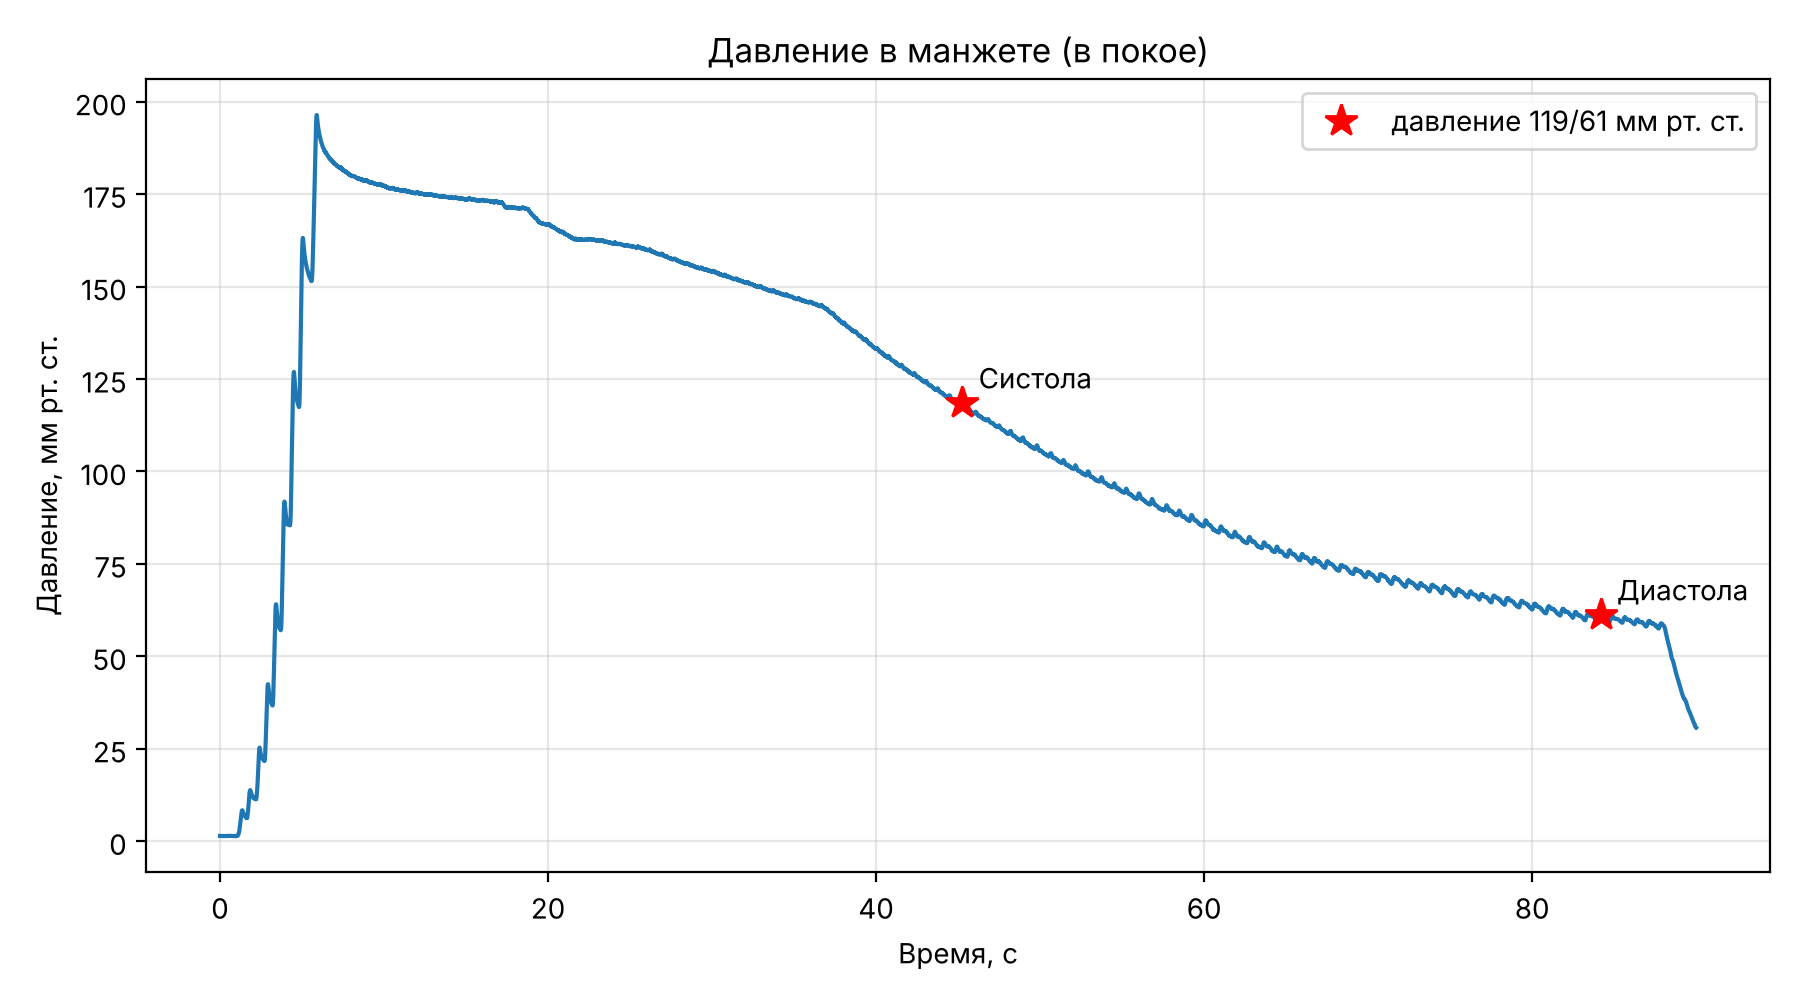 Давление в манжете (в покое)
давление 119/61 мм рт. ст.
Давление, мм рт. ст.
200
175
150
125
100
75
50
25
0
Систола
Диастола
0 20 40 60 80
Время, с